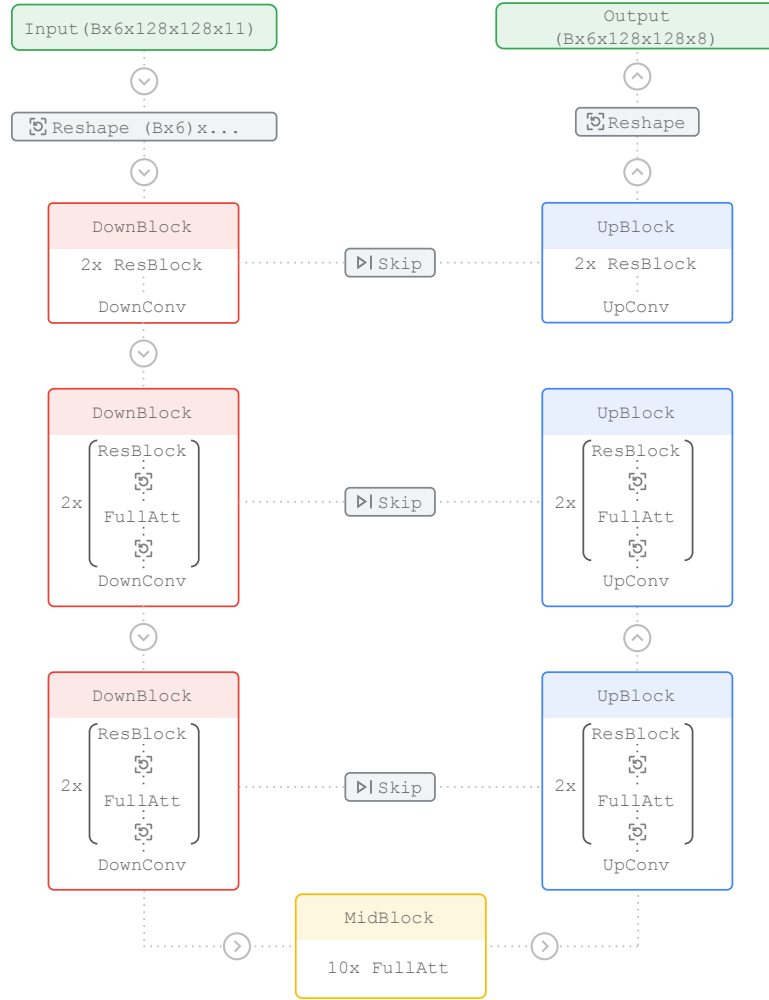 Input(Bx6x128x128x11)
Output
(Bx6x128x128x8)
Reshape (Bx6)x...
Reshape
DownBlock
2x ResBlock
DownConv
Skip
UpBlock
2x ResBlock
UpConv
DownBlock
ResBlock
2x
FullAtt
DownConv
Skip
UpBlock
ResBlock
2x
FullAtt
UpConv
DownBlock
ResBlock
2x
FullAtt
DownConv
Skip
UpBlock
ResBlock
2x
FullAtt
UpConv
MidBlock
10x FullAtt